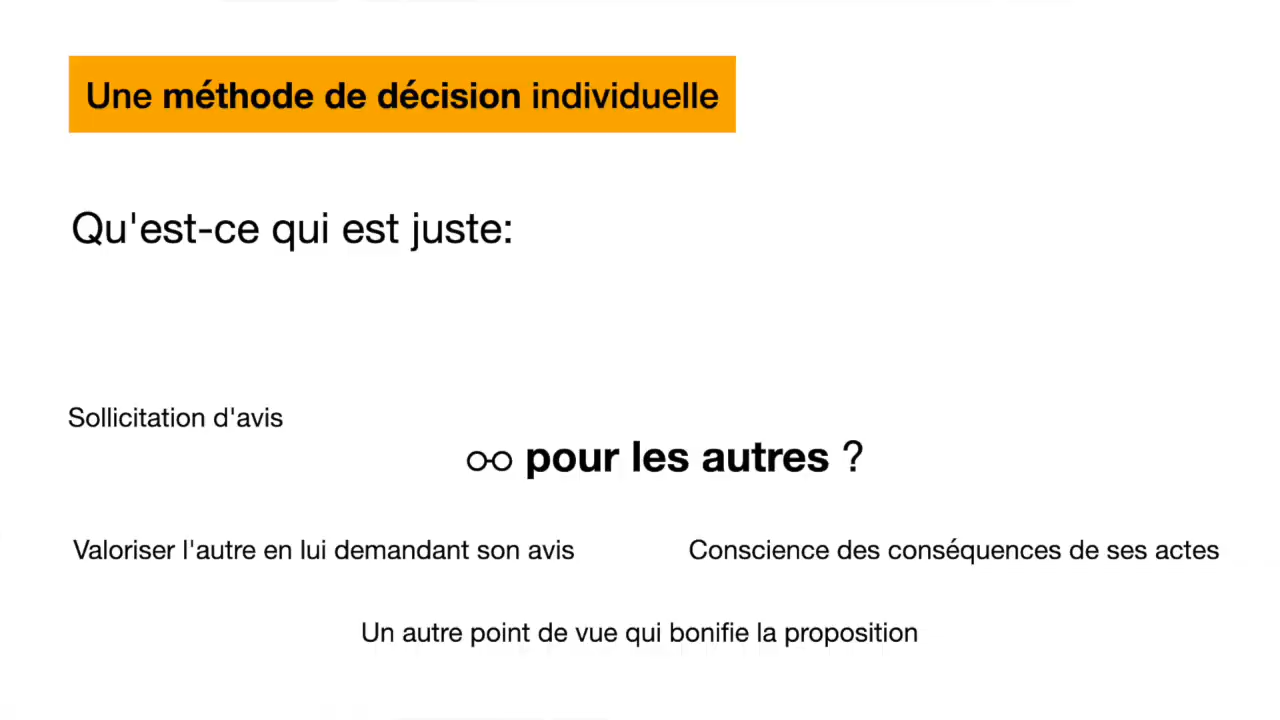 Une méthode de décision individuelle
Qu'est-ce qui est juste:
Sollicitation d'avis
pour les autres ?
Valoriser l'autre en lui demandant son avis
Conscience des conséquences de ses actes
Un autre point de vue qui bonifie la proposition